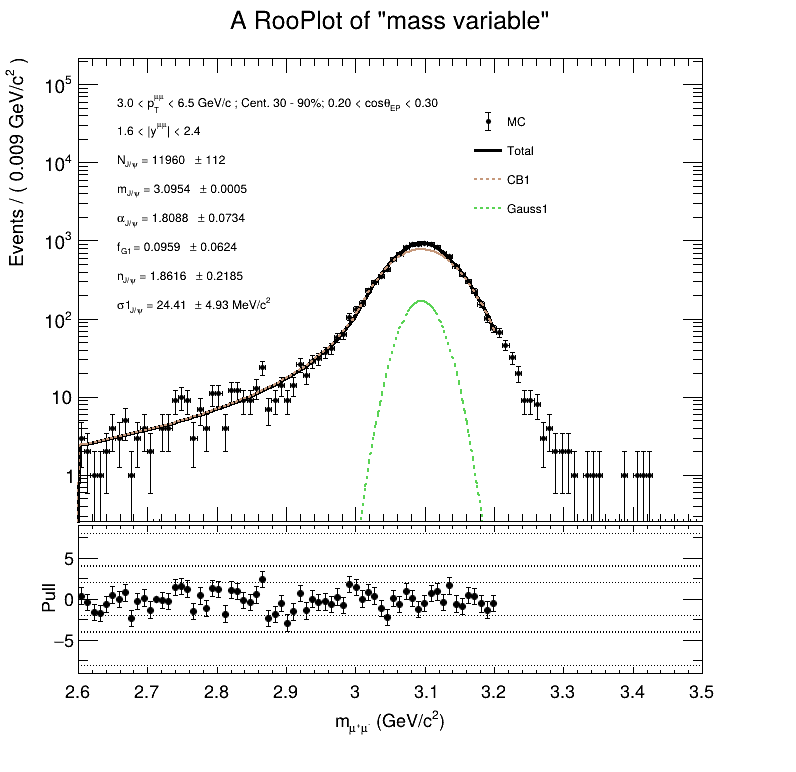 A RooPlot of "mass variable"
Events / ( 0.009 GeV/c² )
10⁵
10⁴
10³
10²
10
1
3.0 < p_T^μμ < 6.5 GeV/c ; Cent. 30 - 90%; 0.20 < cosθ_EP < 0.30
1.6 < |y^μμ| < 2.4
N_J/ψ = 11960 ± 112
m_J/ψ = 3.0954 ± 0.0005
α_J/ψ = 1.8088 ± 0.0734
f_G1 = 0.0959 ± 0.0624
n_J/ψ = 1.8616 ± 0.2185
σ1_J/ψ = 24.41 ± 4.93 MeV/c²
MC
Total
CB1
Gauss1
Pull
5
0
−5
2.6 2.7 2.8 2.9 3 3.1 3.2 3.3 3.4 3.5
m_μ⁺μ⁻ (GeV/c²)